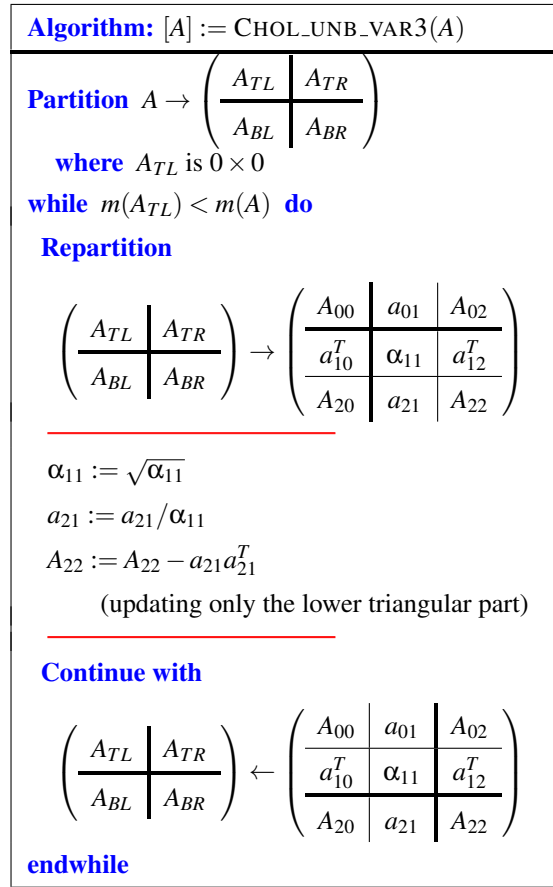 Algorithm: [A] := CHOL_UNB_VAR3(A)
Partition A → ( A_TL | A_TR
A_BL | A_BR )
where A_TL is 0 × 0
while m(A_TL) < m(A) do
Repartition
( A_TL | A_TR
A_BL | A_BR ) → ( A_00 | a_01 | A_02
a_10^T | α_11 | a_12^T
A_20 | a_21 | A_22 )
α_11 := √α_11
a_21 := a_21/α_11
A_22 := A_22 − a_21 a_21^T
(updating only the lower triangular part)
Continue with
( A_TL | A_TR
A_BL | A_BR ) ← ( A_00 | a_01 | A_02
a_10^T | α_11 | a_12^T
A_20 | a_21 | A_22 )
endwhile